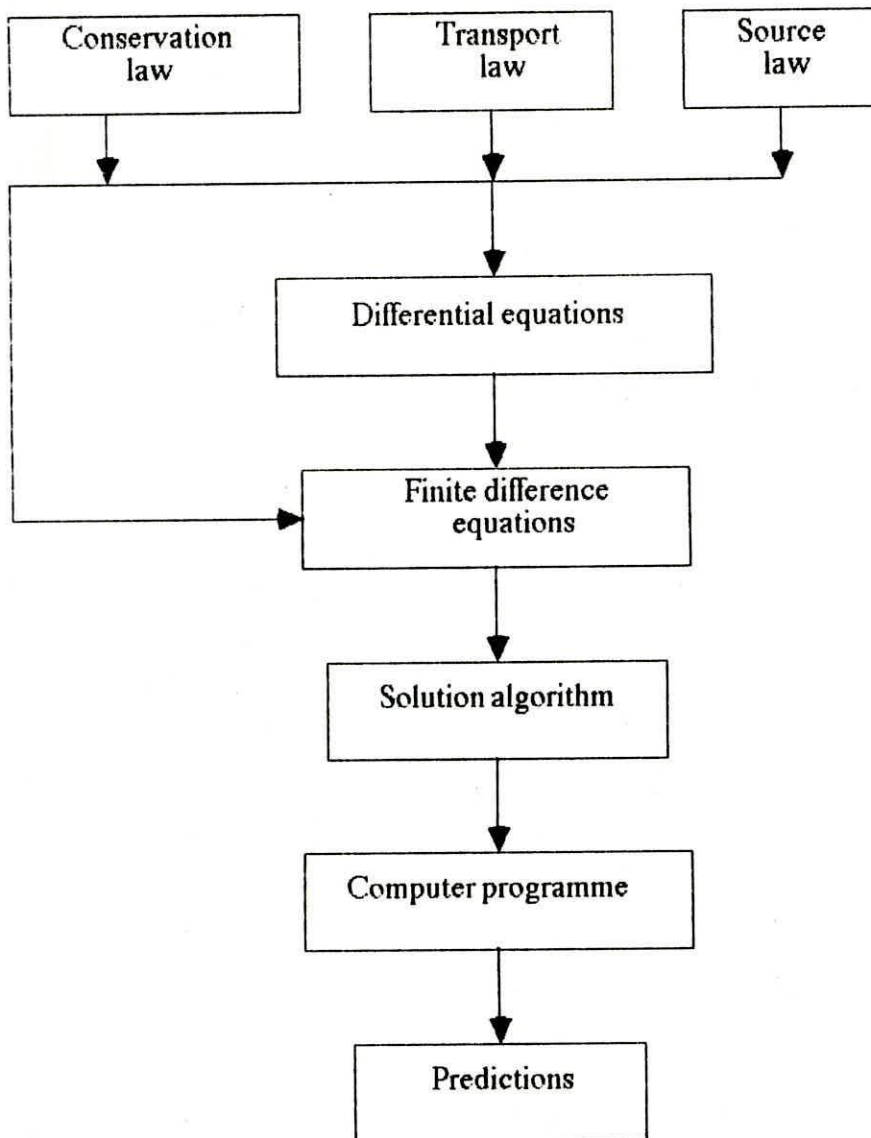 Conservation
law
Transport
law
Source
law
Differential equations
Finite difference
equations
Solution algorithm
Computer programme
Predictions